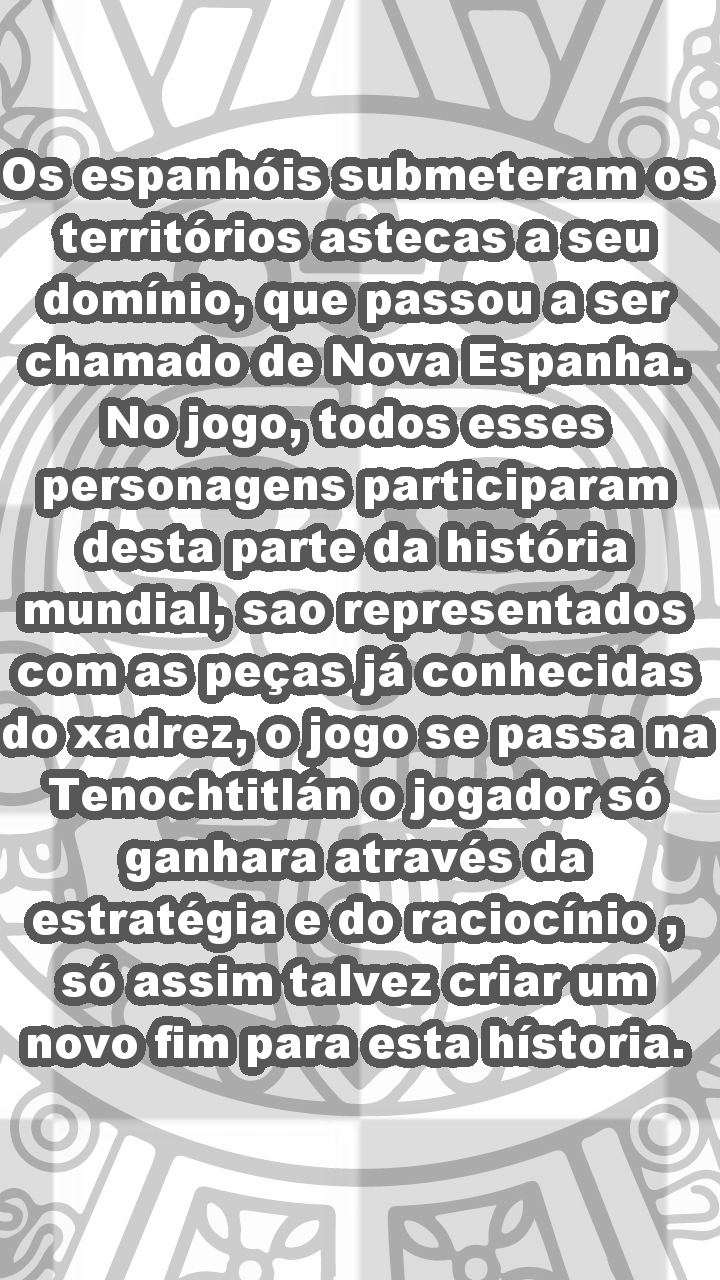 Os espanhóis submeteram os
territórios astecas a seu
domínio, que passou a ser
chamado de Nova Espanha.
No jogo, todos esses
personagens participaram
desta parte da história
mundial, sao representados
com as peças já conhecidas
do xadrez, o jogo se passa na
Tenochtitlán o jogador só
ganhara através da
estratégia e do raciocínio ,
só assim talvez criar um
novo fim para esta hístoria.